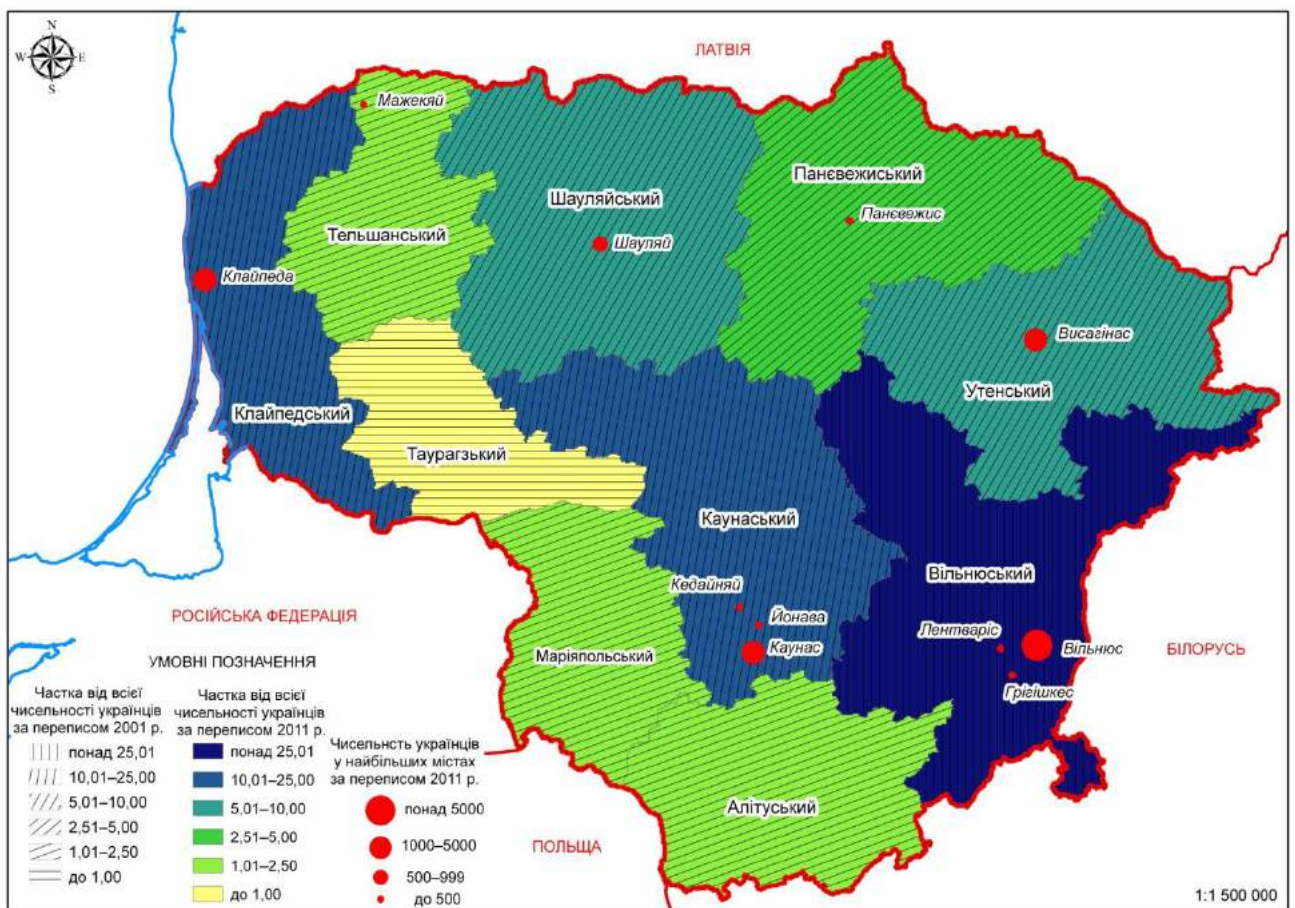 N
W E
S
ЛАТВІЯ
Мажекяй
Панєвежиський
Шауляйський
Панєвежис
Тельшанський
Шауляй
Клайпеда
Висагінас
Утенський
Клайпедський
Таурагзький
Каунаський
Вільнюський
Кедайняй
Йонава
Лентваріс
Каунас
Вільнюс
Маріяпольський
Грігішкес
РОСІЙСЬКА ФЕДЕРАЦІЯ
БІЛОРУСЬ
Алітуський
ПОЛЬЩА
УМОВНІ ПОЗНАЧЕННЯ
Частка від всієї
чисельності українців
за переписом 2001 р.
понад 25,01
10,01–25,00
5,01–10,00
2,51–5,00
1,01–2,50
до 1,00
Частка від всієї
чисельності українців
за переписом 2011 р.
понад 25,01
10,01–25,00
5,01–10,00
2,51–5,00
1,01–2,50
до 1,00
Чисельність українців
у найбільших містах
за переписом 2011 р.
понад 5000
1000–5000
500–999
до 500
1:1 500 000